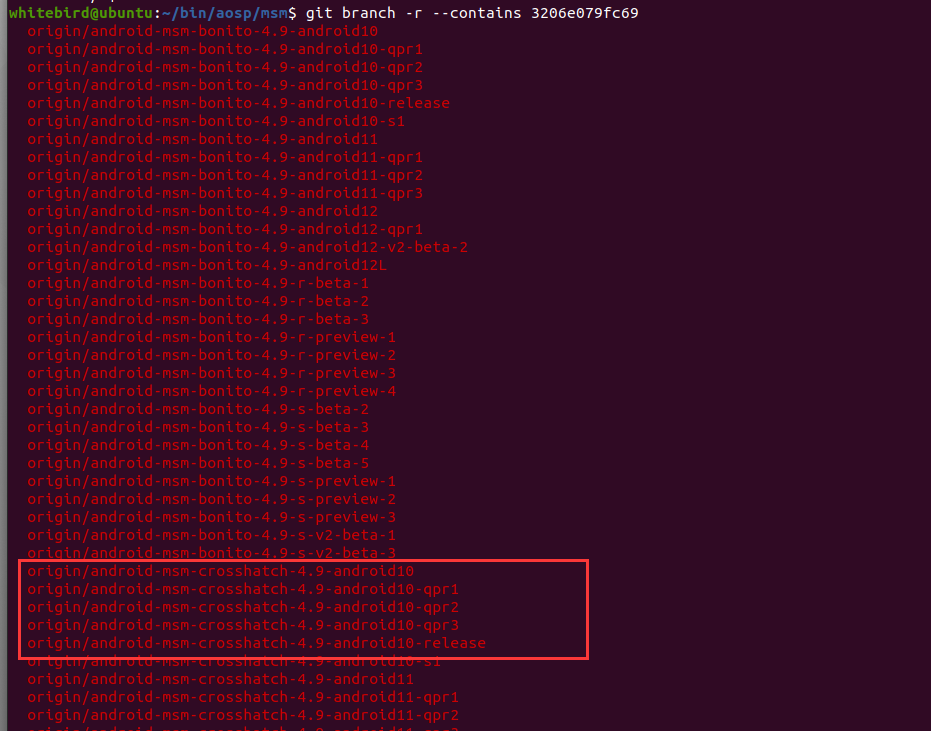 whitebird@ubuntu:~/bin/aosp/msm$ git branch -r --contains 3206e079fc69
origin/android-msm-bonito-4.9-android10
origin/android-msm-bonito-4.9-android10-qpr1
origin/android-msm-bonito-4.9-android10-qpr2
origin/android-msm-bonito-4.9-android10-qpr3
origin/android-msm-bonito-4.9-android10-release
origin/android-msm-bonito-4.9-android10-s1
origin/android-msm-bonito-4.9-android11
origin/android-msm-bonito-4.9-android11-qpr1
origin/android-msm-bonito-4.9-android11-qpr2
origin/android-msm-bonito-4.9-android11-qpr3
origin/android-msm-bonito-4.9-android12
origin/android-msm-bonito-4.9-android12-qpr1
origin/android-msm-bonito-4.9-android12-v2-beta-2
origin/android-msm-bonito-4.9-android12L
origin/android-msm-bonito-4.9-r-beta-1
origin/android-msm-bonito-4.9-r-beta-2
origin/android-msm-bonito-4.9-r-beta-3
origin/android-msm-bonito-4.9-r-preview-1
origin/android-msm-bonito-4.9-r-preview-2
origin/android-msm-bonito-4.9-r-preview-3
origin/android-msm-bonito-4.9-r-preview-4
origin/android-msm-bonito-4.9-s-beta-2
origin/android-msm-bonito-4.9-s-beta-3
origin/android-msm-bonito-4.9-s-beta-4
origin/android-msm-bonito-4.9-s-beta-5
origin/android-msm-bonito-4.9-s-preview-1
origin/android-msm-bonito-4.9-s-preview-2
origin/android-msm-bonito-4.9-s-preview-3
origin/android-msm-bonito-4.9-s-v2-beta-1
origin/android-msm-bonito-4.9-s-v2-beta-3
origin/android-msm-crosshatch-4.9-android10
origin/android-msm-crosshatch-4.9-android10-qpr1
origin/android-msm-crosshatch-4.9-android10-qpr2
origin/android-msm-crosshatch-4.9-android10-qpr3
origin/android-msm-crosshatch-4.9-android10-release
origin/android-msm-crosshatch-4.9-android10-s1
origin/android-msm-crosshatch-4.9-android11
origin/android-msm-crosshatch-4.9-android11-qpr1
origin/android-msm-crosshatch-4.9-android11-qpr2